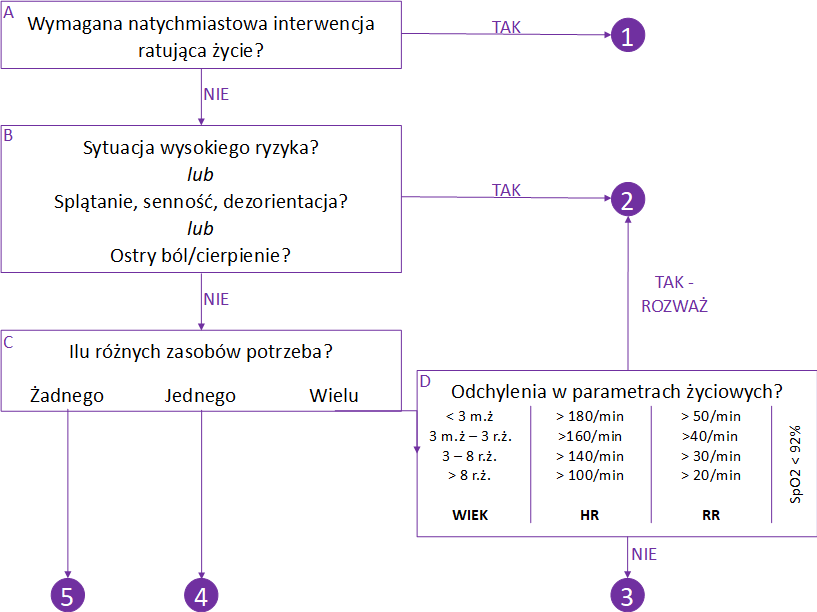 A
Wymagana natychmiastowa interwencja
ratująca życie?
TAK
1
NIE
B
Sytuacja wysokiego ryzyka?
lub
Splątanie, senność, dezorientacja?
lub
Ostry ból/cierpienie?
TAK
2
NIE
TAK -
ROZWAŻ
C
Ilu różnych zasobów potrzeba?
Żadnego Jednego Wielu
D
Odchylenia w parametrach życiowych?
< 3 m.ż > 180/min > 50/min
3 m.ż – 3 r.ż. >160/min >40/min
3 – 8 r.ż. > 140/min > 30/min
> 8 r.ż. > 100/min > 20/min
WIEK HR RR
SpO2 < 92%
NIE
5
4
3